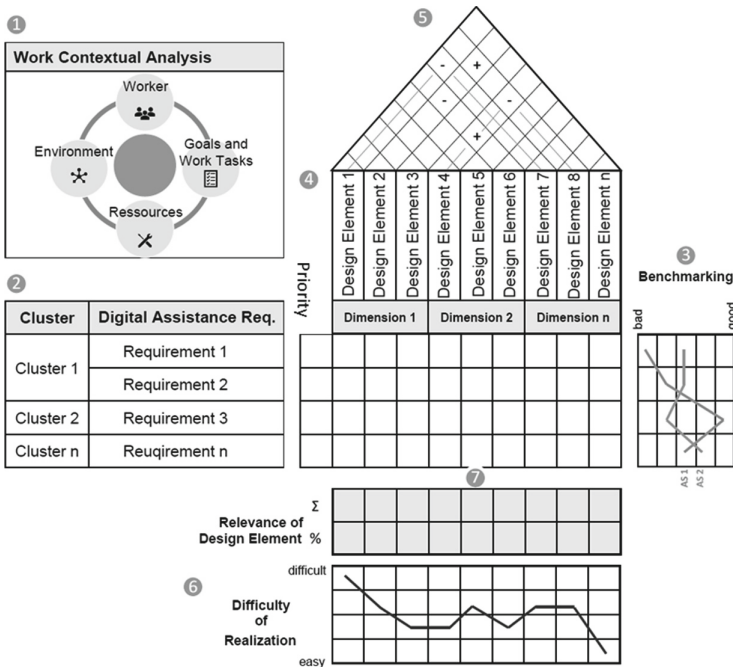 1
Work Contextual Analysis
Worker
Environment
Goals and
Work Tasks
Ressources
2
Cluster
Digital Assistance Req.
Cluster 1
Requirement 1
Requirement 2
Cluster 2
Requirement 3
Cluster n
Reuqirement n
5
-
+
-
-
+
4
Priority
Design Element 1
Design Element 2
Design Element 3
Design Element 4
Design Element 5
Design Element 6
Design Element 7
Design Element 8
Design Element n
Dimension 1
Dimension 2
Dimension n
3
Benchmarking
bad
good
AS 1
AS 2
7
Σ
Relevance of
Design Element %
6
difficult
Difficulty
of
Realization
easy